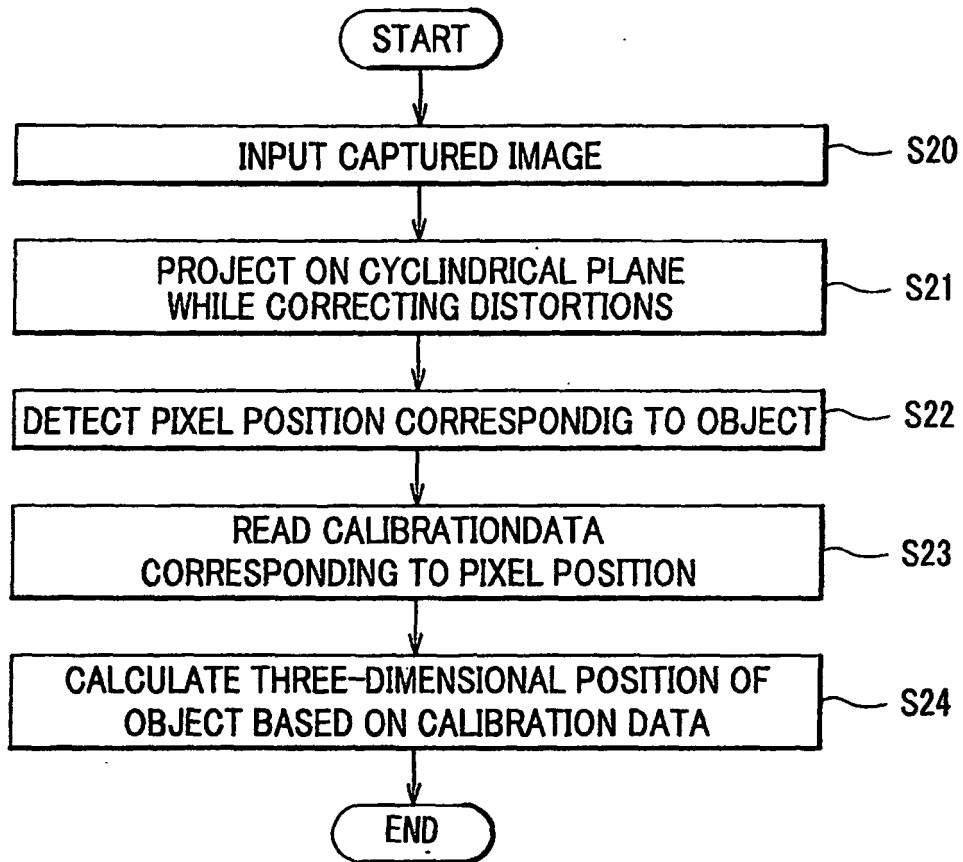 START
INPUT CAPTURED IMAGE
S20
PROJECT ON CYCLINDRICAL PLANE
WHILE CORRECTING DISTORTIONS
S21
DETECT PIXEL POSITION CORRESPONDIG TO OBJECT
S22
READ CALIBRATIONDATA
CORRESPONDING TO PIXEL POSITION
S23
CALCULATE THREE-DIMENSIONAL POSITION OF
OBJECT BASED ON CALIBRATION DATA
S24
END